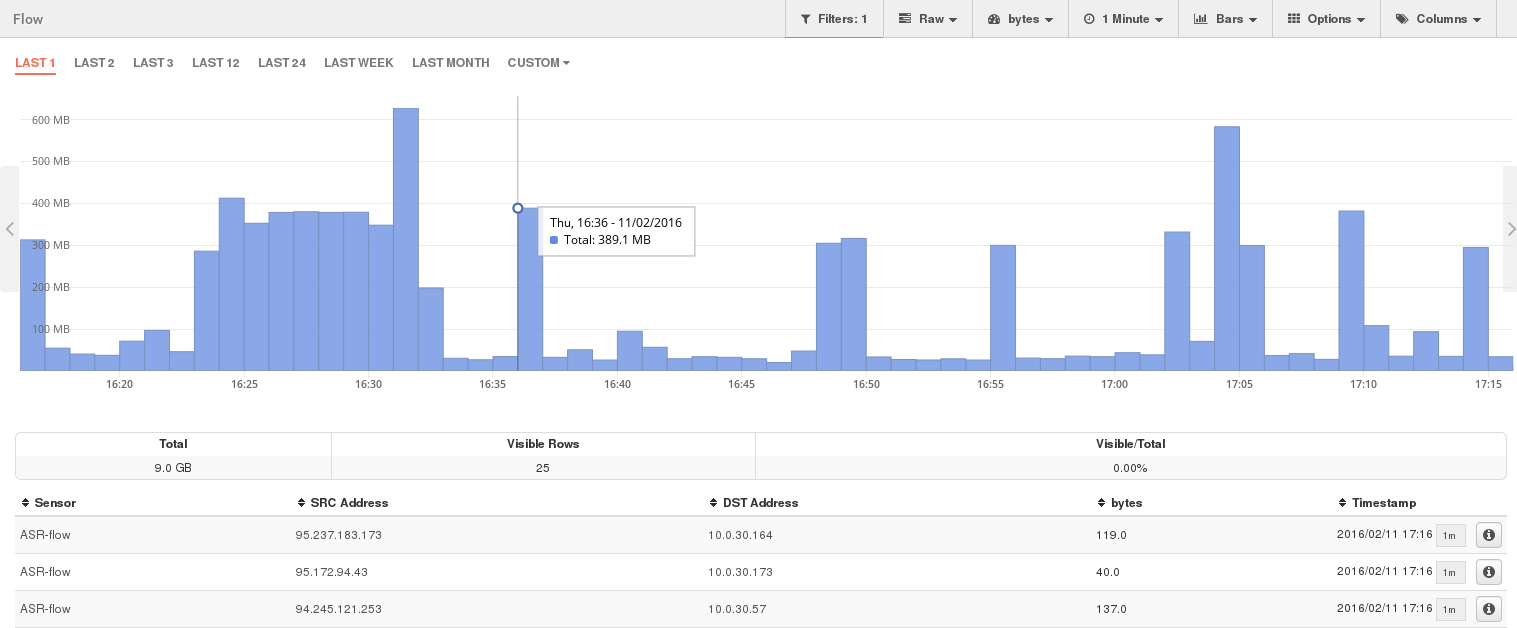 Flow Filters: 1 Raw bytes 1 Minute Bars Options Columns
LAST 1 LAST 2 LAST 3 LAST 12 LAST 24 LAST WEEK LAST MONTH CUSTOM
600 MB
500 MB
400 MB
Thu, 16:36 - 11/02/2016
Total: 389.1 MB
300 MB
200 MB
100 MB
16:20 16:25 16:30 16:35 16:40 16:45 16:50 16:55 17:00 17:05 17:10 17:15
Total Visible Rows Visible/Total
9.0 GB 25 0.00%
Sensor SRC Address DST Address bytes Timestamp
ASR-flow 95.237.183.173 10.0.30.164 119.0 2016/02/11 17:16 1m
ASR-flow 95.172.94.43 10.0.30.173 40.0 2016/02/11 17:16 1m
ASR-flow 94.245.121.253 10.0.30.57 137.0 2016/02/11 17:16 1m